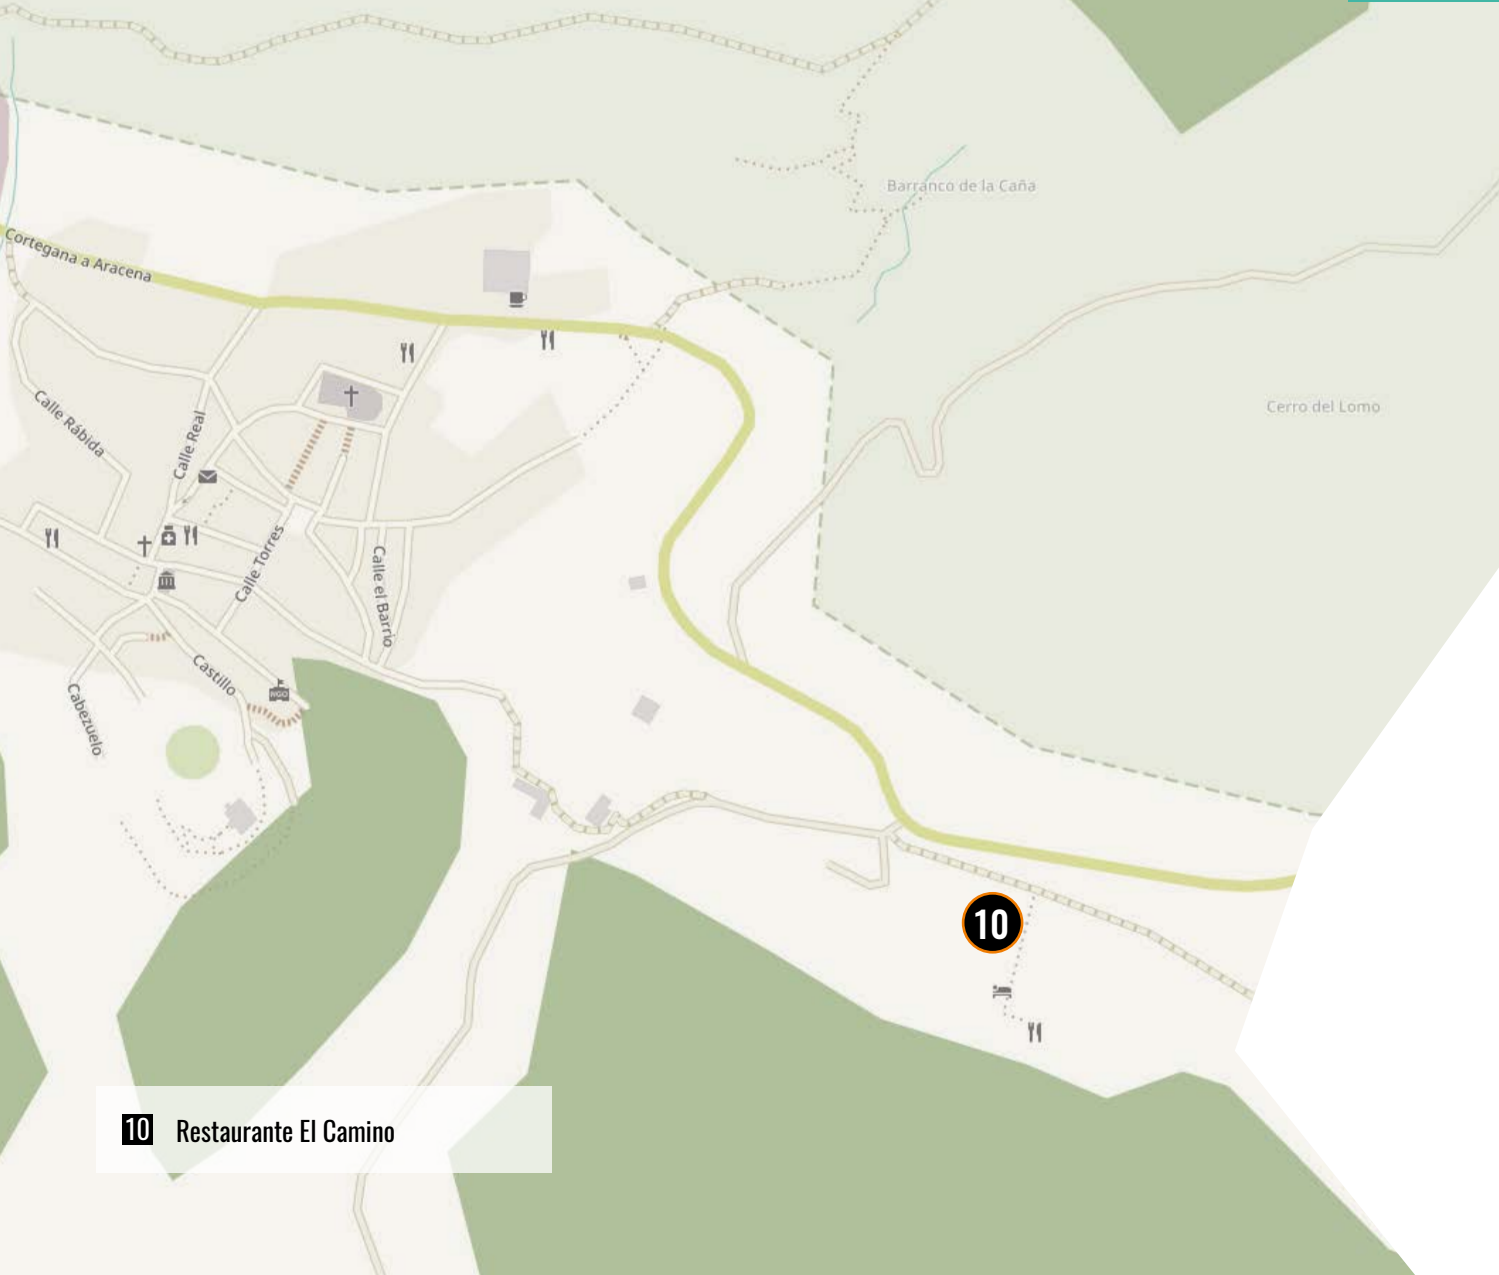 Barranco de la Caña
Cortegana a Aracena
Cerro del Lomo
Calle Rábida
Calle Real
Calle Torres
Calle el Barrio
Castillo
NGO
Cabezuelo
10
10 Restaurante El Camino